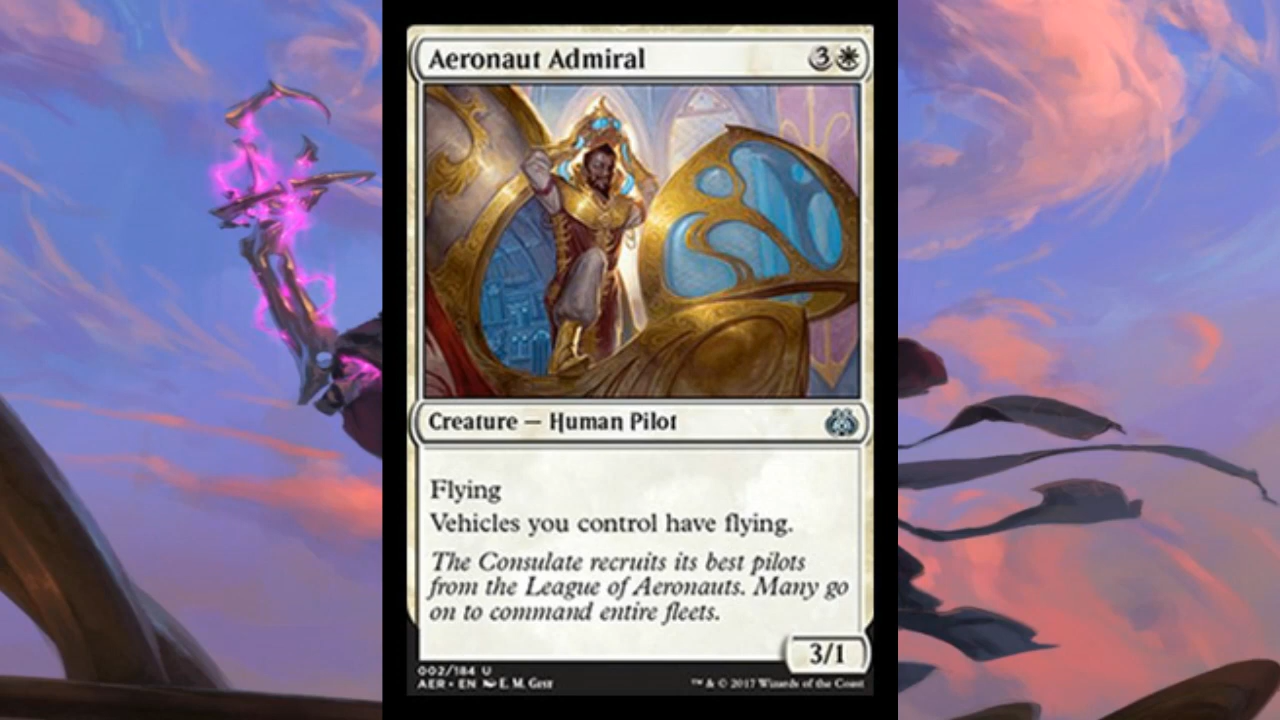 Aeronaut Admiral 3
Creature — Human Pilot
Flying
Vehicles you control have flying.
The Consulate recruits its best pilots
from the League of Aeronauts. Many go
on to command entire fleets.
3/1
002/184 U
AER • EN E. M. Gist
™ & © 2017 Wizards of the Coast